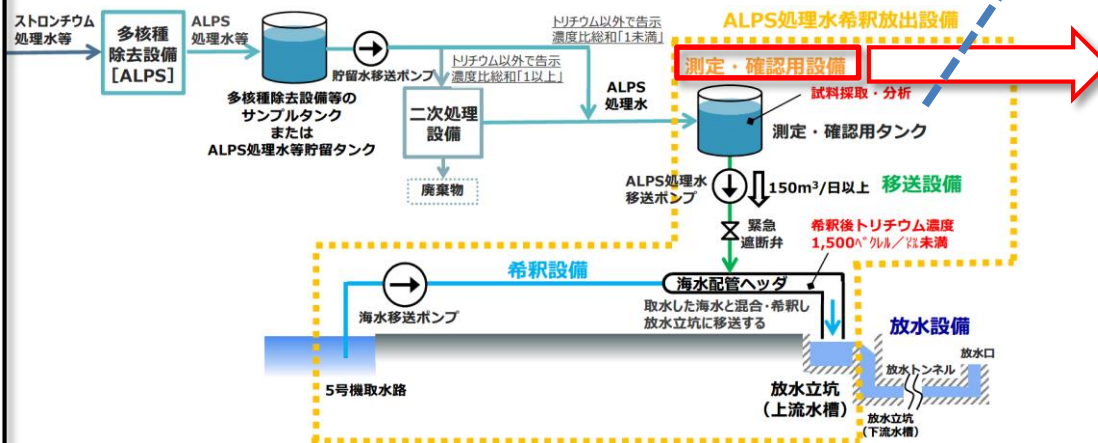 ストロンチウム
処理水等
多核種
除去設備
[ALPS]
ALPS
処理水等
貯留水移送ポンプ
多核種除去設備等の
サンプルタンク
または
ALPS処理水等貯留タンク
トリチウム以外で告示
濃度比総和「1未満」
トリチウム以外で告示
濃度比総和「1以上」
二次処理
設備
廃棄物
ALPS
処理水
ALPS処理水希釈放出設備
測定・確認用設備
試料採取・分析
測定・確認用タンク
ALPS処理水
移送ポンプ
150m³/日以上
移送設備
緊急
遮断弁
希釈後トリチウム濃度
1,500ベクレル/㍑未満
希釈設備
海水移送ポンプ
海水配管ヘッダ
取水した海水と混合・希釈し
放水立坑に移送する
放水設備
放水口
放水トンネル
5号機取水路
放水立坑
（上流水槽）
放水立坑
（下流水槽）